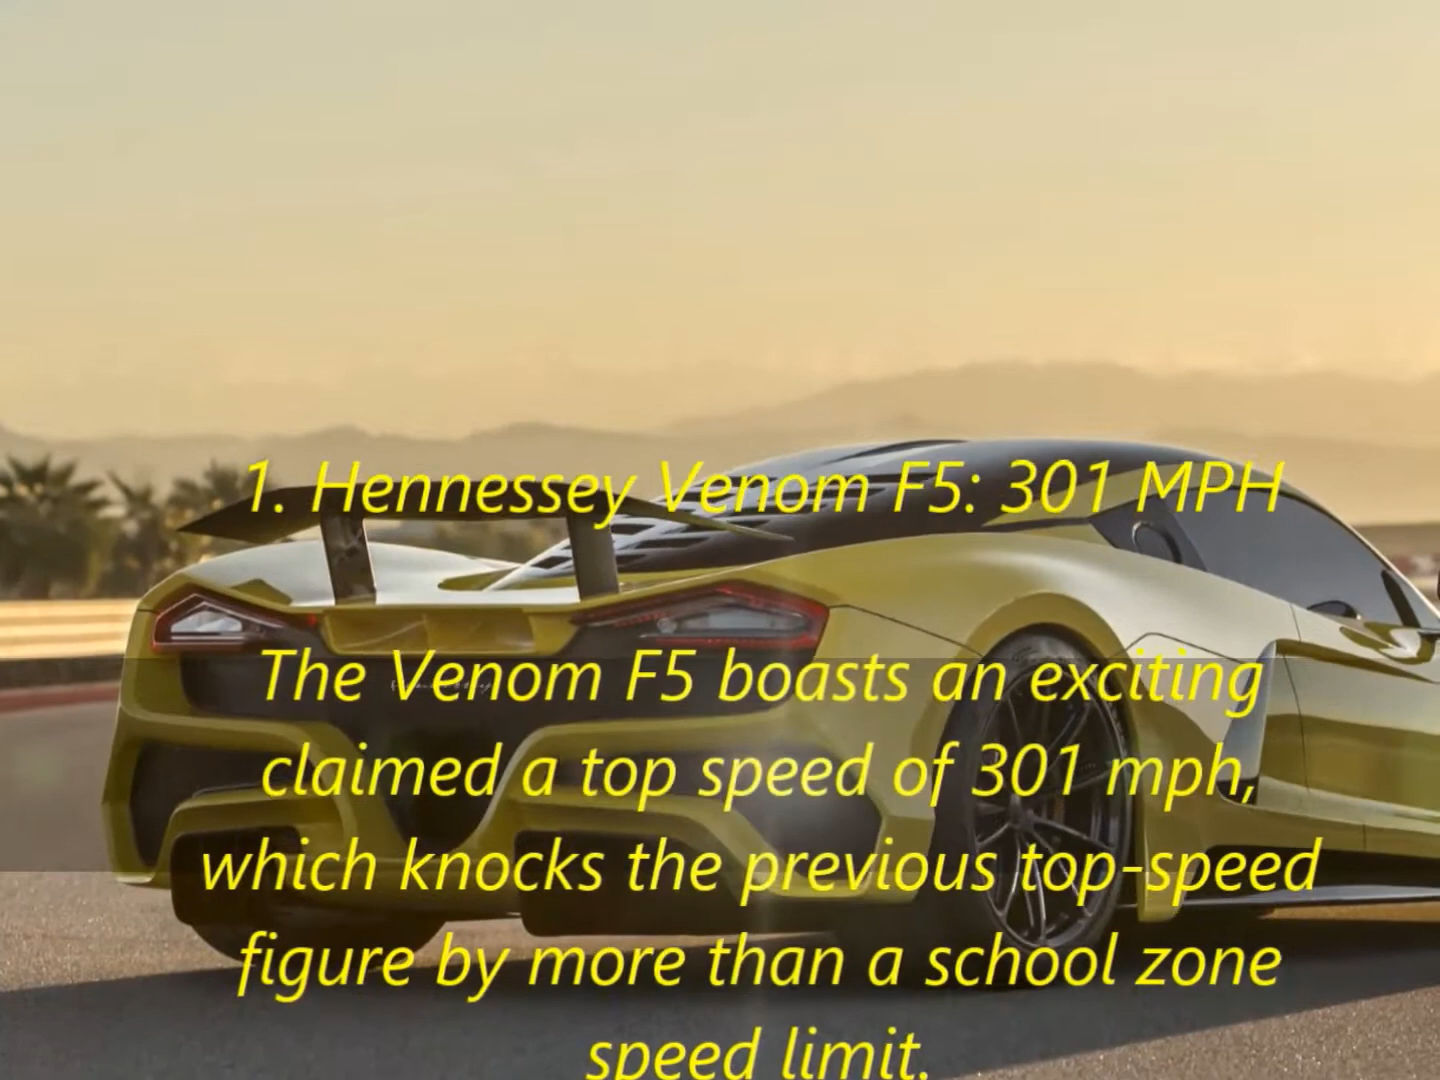 1. Hennessey Venom F5: 301 MPH
The Venom F5 boasts an exciting
claimed a top speed of 301 mph,
which knocks the previous top-speed
figure by more than a school zone
speed limit.